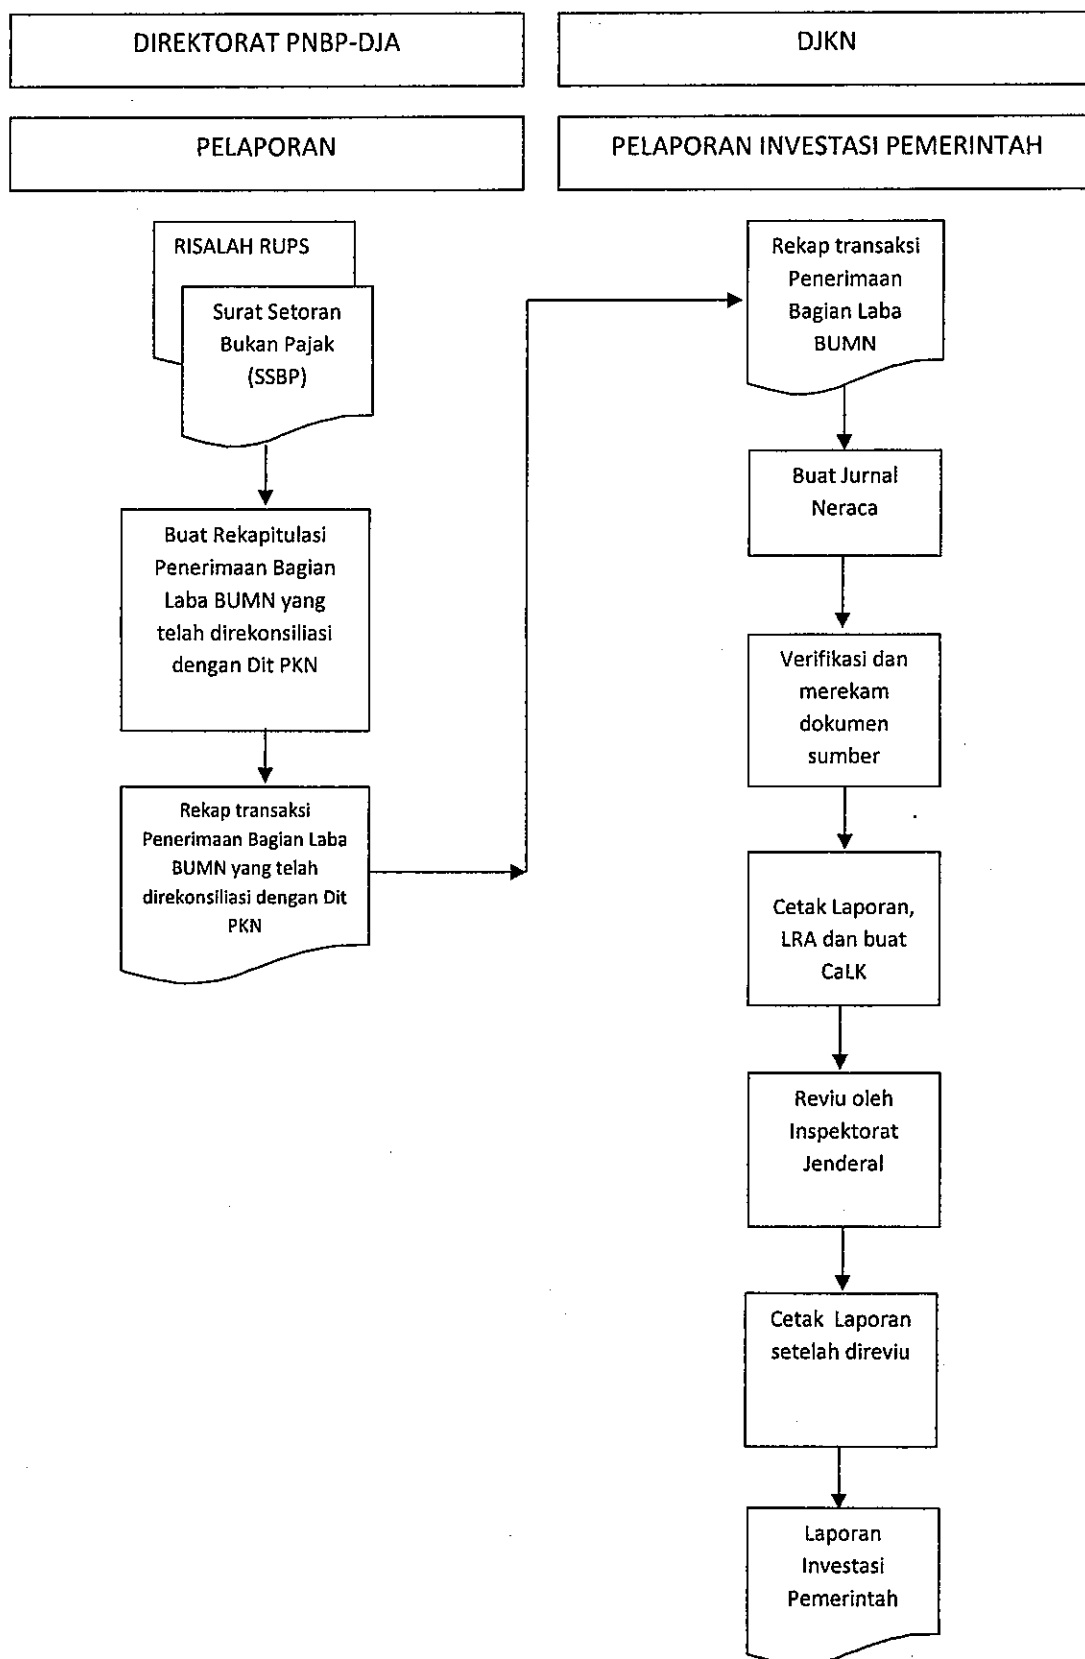 DIREKTORAT PNBP-DJA
DJKN
PELAPORAN
PELAPORAN INVESTASI PEMERINTAH
RISALAH RUPS
Surat Setoran
Bukan Pajak
(SSBP)
Buat Rekapitulasi
Penerimaan Bagian
Laba BUMN yang
telah direkonsiliasi
dengan Dit PKN
Rekap transaksi
Penerimaan Bagian Laba
BUMN yang telah
direkonsiliasi dengan Dit
PKN
Rekap transaksi
Penerimaan
Bagian Laba
BUMN
Buat Jurnal
Neraca
Verifikasi dan
merekam
dokumen
sumber
Cetak Laporan,
LRA dan buat
CaLK
Reviu oleh
Inspektorat
Jenderal
Cetak Laporan
setelah direviu
Laporan
Investasi
Pemerintah